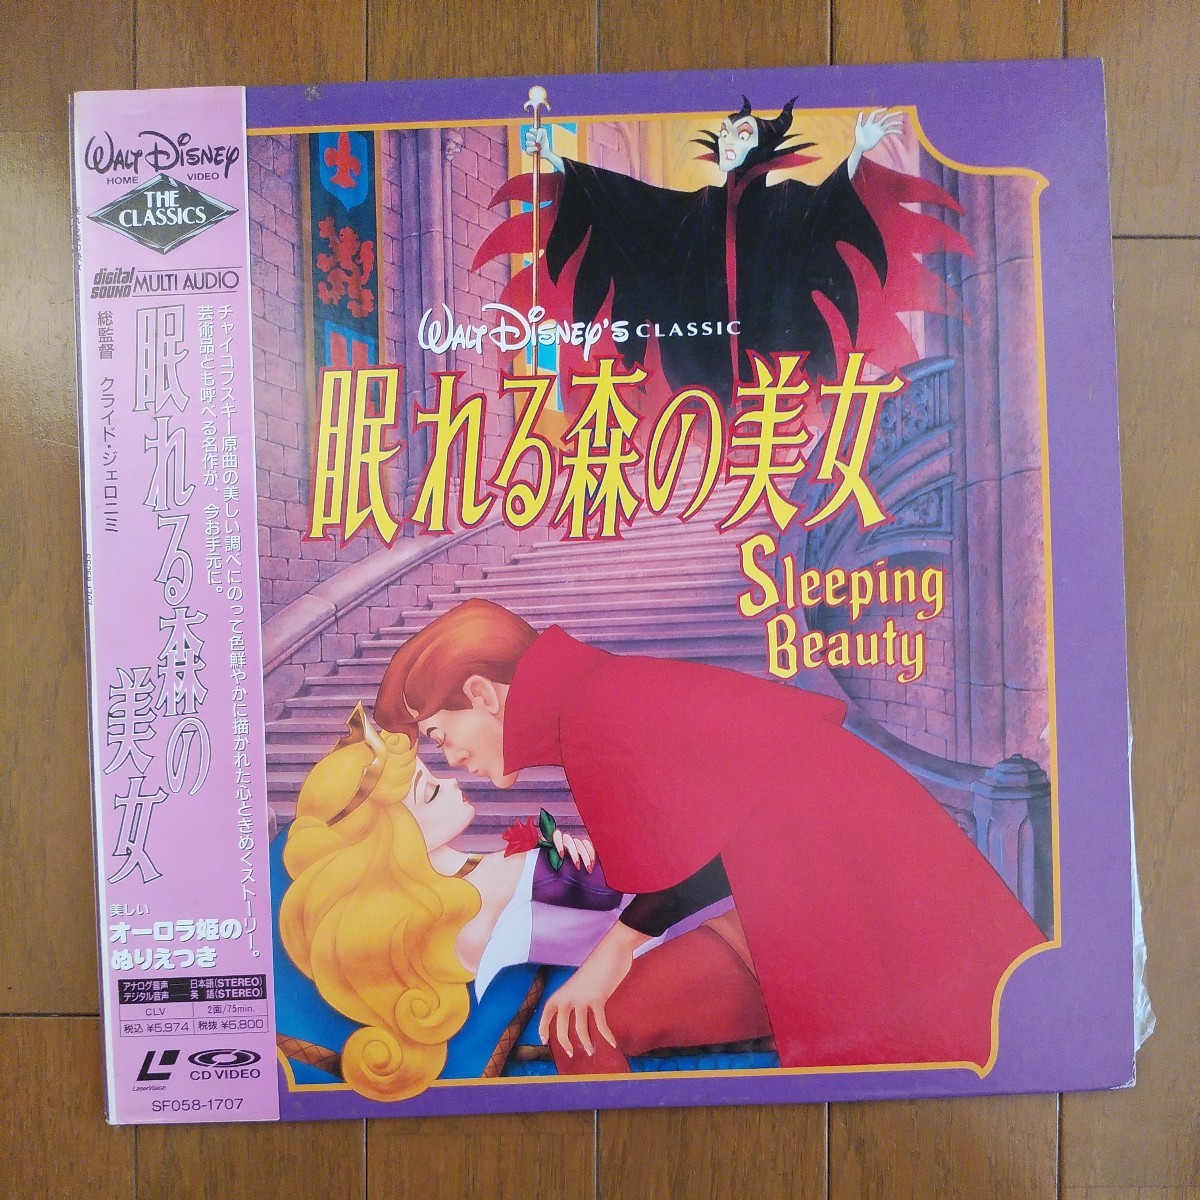 WALT DISNEY
HOME VIDEO
THE
CLASSICS
digital
SOUND
MULTI AUDIO
チャイコフスキー原曲の美しい調べにのって色鮮やかに描かれた心ときめくストーリー。
芸術品とも呼べる名作が、今お手元に。
眠れる森の
美女
総監督 クライド・ジェロニミ
美しい
オーロラ姫の
ぬりえつき
アナログ音声 日本語(STEREO)
デジタル音声 英語(STEREO)
CLV 2面/75min.
税込 ¥5,974 税抜 ¥5,800
LaserVision
CD VIDEO
SF058-1707
SF058-1707
WALT DISNEY'S CLASSIC
眠れる森の美女
Sleeping
Beauty